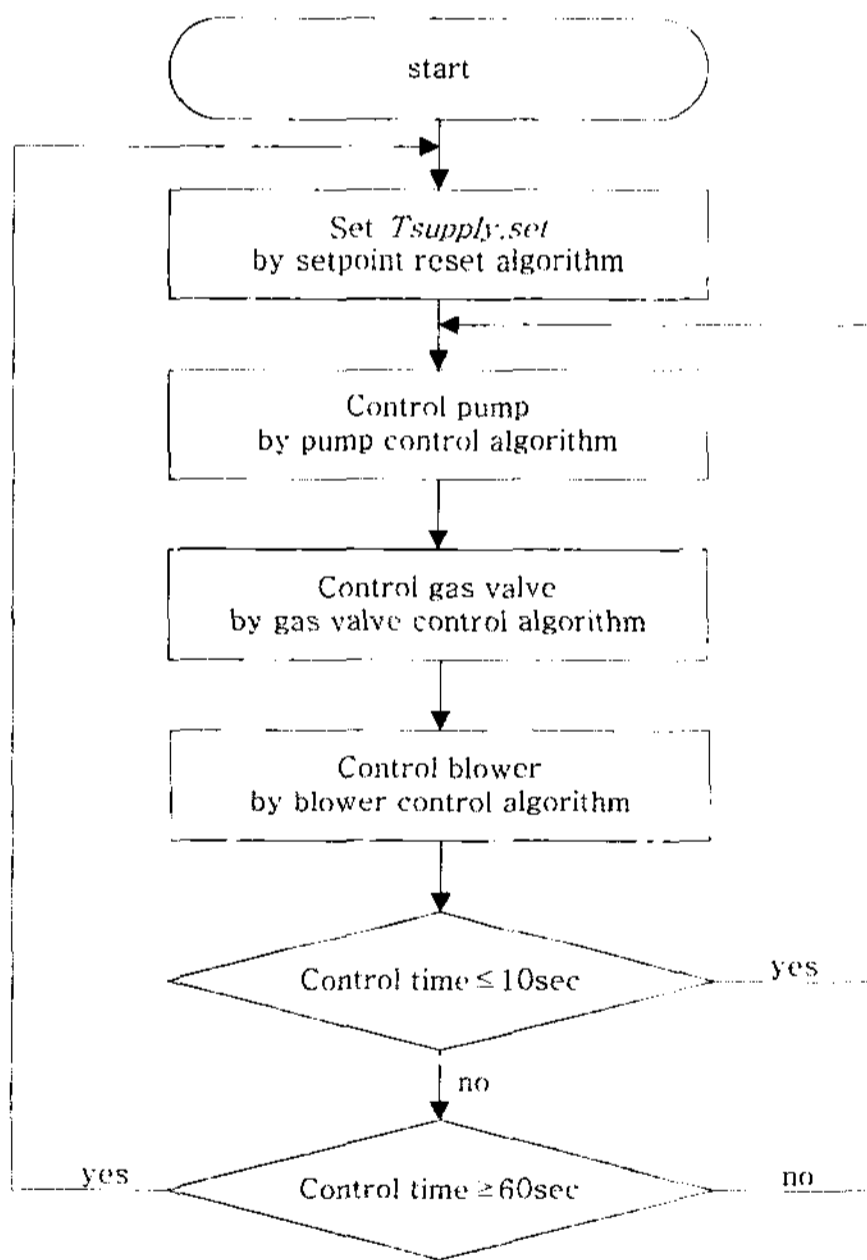 start
Set Tsupply.set
by setpoint reset algorithm
Control pump
by pump control algorithm
Control gas valve
by gas valve control algorithm
Control blower
by blower control algorithm
Control time ≤ 10sec
yes
no
yes
Control time ≥ 60sec
no